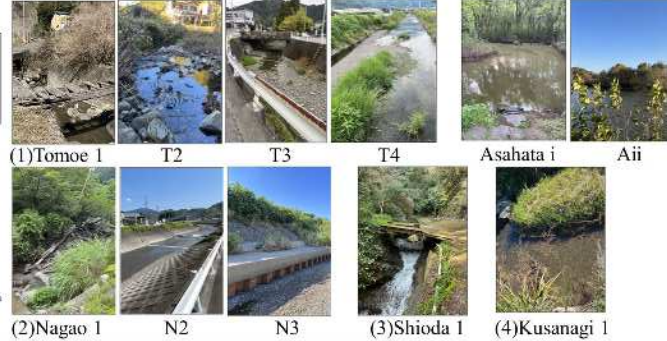 (1)Tomoe 1 T2 T3 T4 Asahata i Aii
(2)Nagao 1 N2 N3 (3)Shioda 1 (4)Kusanagi 1